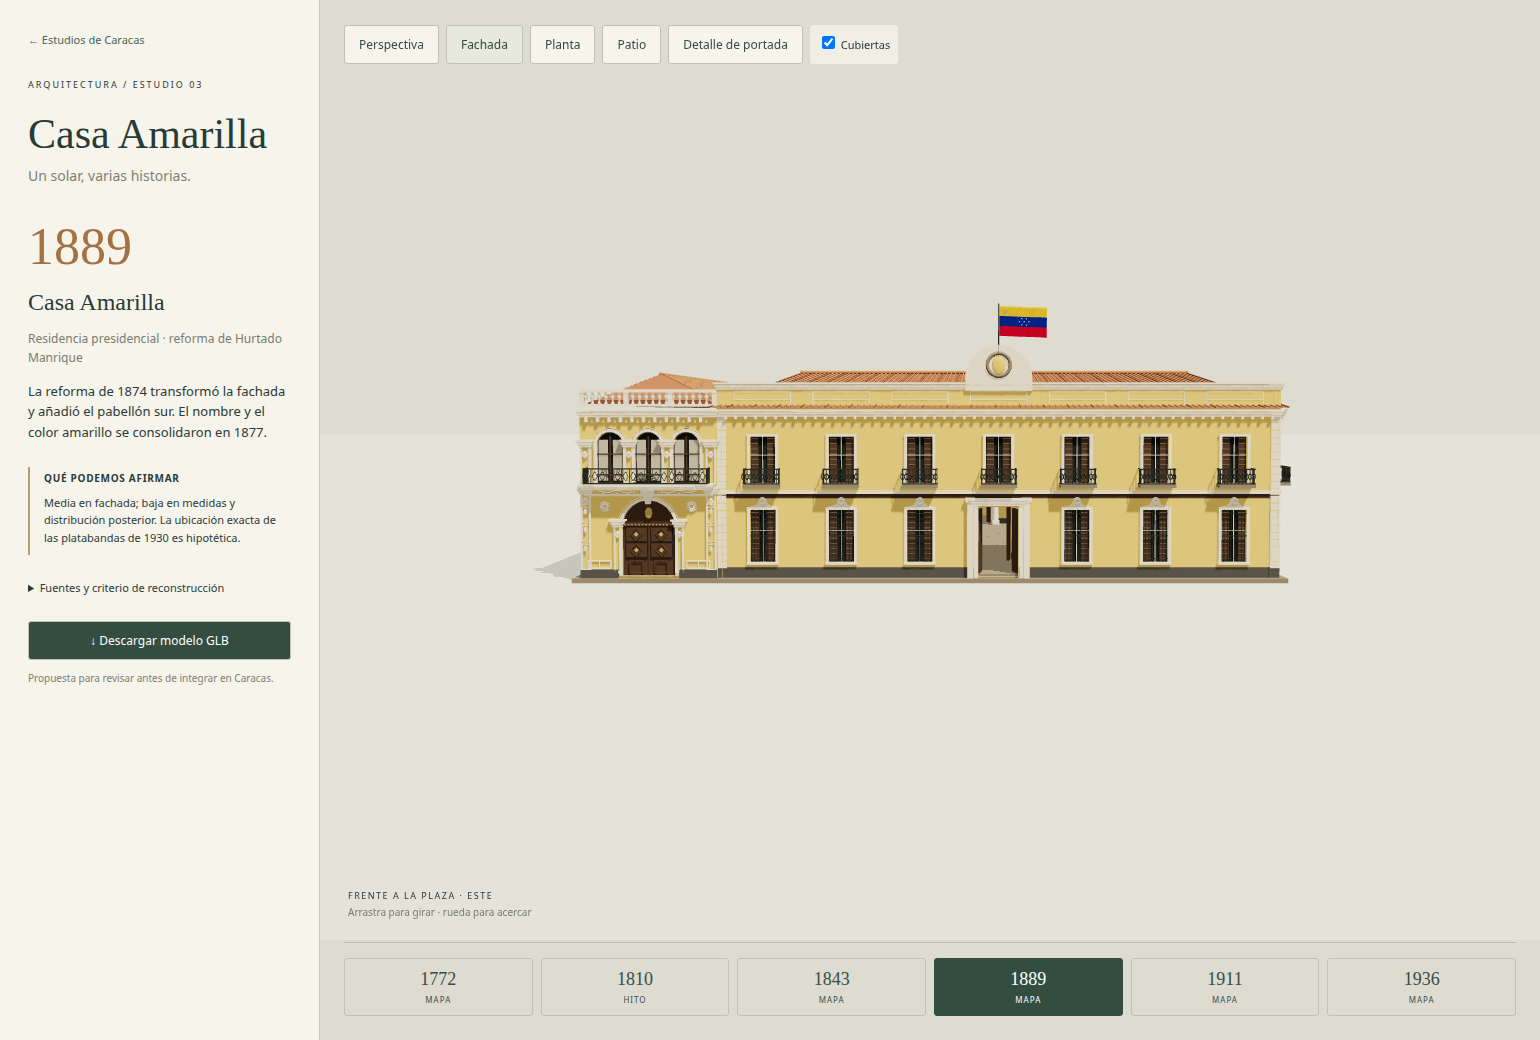 ← Estudios de Caracas
ARQUITECTURA / ESTUDIO 03
Casa Amarilla
Un solar, varias historias.
1889
Casa Amarilla
Residencia presidencial · reforma de Hurtado
Manrique
La reforma de 1874 transformó la fachada
y añadió el pabellón sur. El nombre y el
color amarillo se consolidaron en 1877.
QUÉ PODEMOS AFIRMAR
Media en fachada; baja en medidas y
distribución posterior. La ubicación exacta de
las platabandas de 1930 es hipotética.
Fuentes y criterio de reconstrucción
↓ Descargar modelo GLB
Propuesta para revisar antes de integrar en Caracas.
Perspectiva
Fachada
Planta
Patio
Detalle de portada
Cubiertas
FRENTE A LA PLAZA · ESTE
Arrastra para girar · rueda para acercar
1772
MAPA
1810
HITO
1843
MAPA
1889
MAPA
1911
MAPA
1936
MAPA